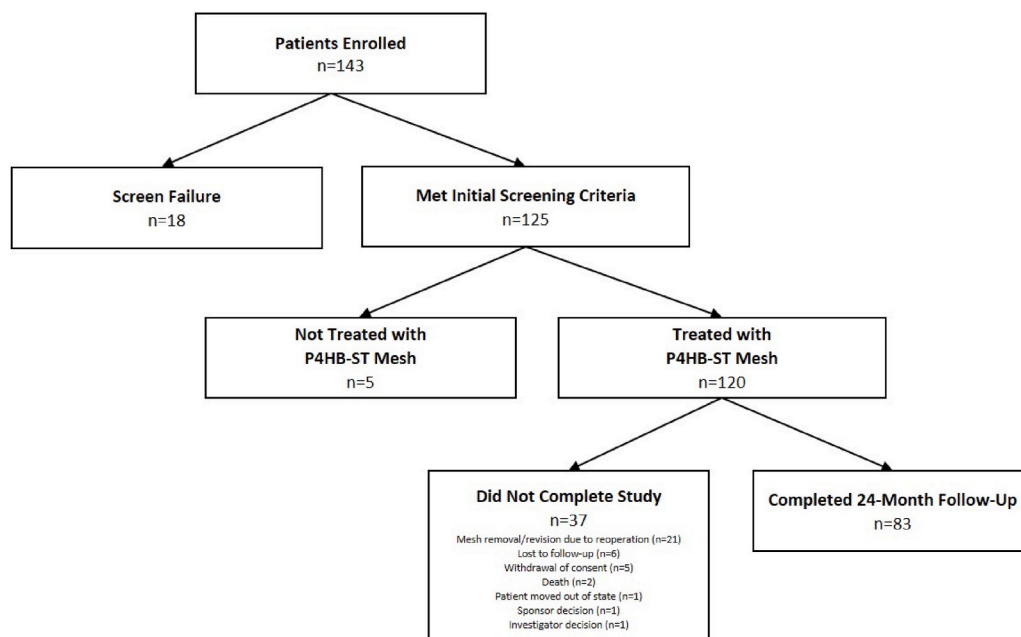 Patients Enrolled
n=143
Screen Failure
n=18
Met Initial Screening Criteria
n=125
Not Treated with
P4HB-ST Mesh
n=5
Treated with
P4HB-ST Mesh
n=120
Did Not Complete Study
n=37
Mesh removal/revision due to reoperation (n=21)
Lost to follow-up (n=6)
Withdrawal of consent (n=5)
Death (n=2)
Patient moved out of state (n=1)
Sponsor decision (n=1)
Investigator decision (n=1)
Completed 24-Month Follow-Up
n=83